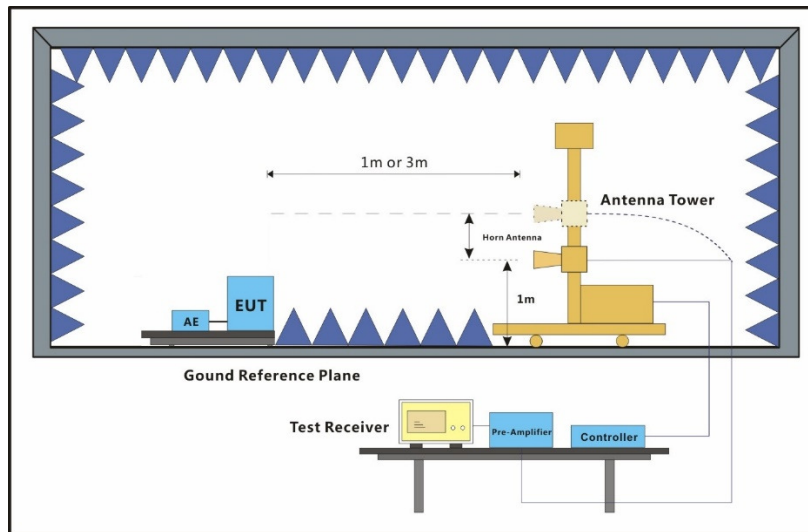 1m or 3m
Antenna Tower
Horn Antenna
EUT
AE
1m
Gound Reference Plane
Test Receiver
Pre-Amplifier
Controller